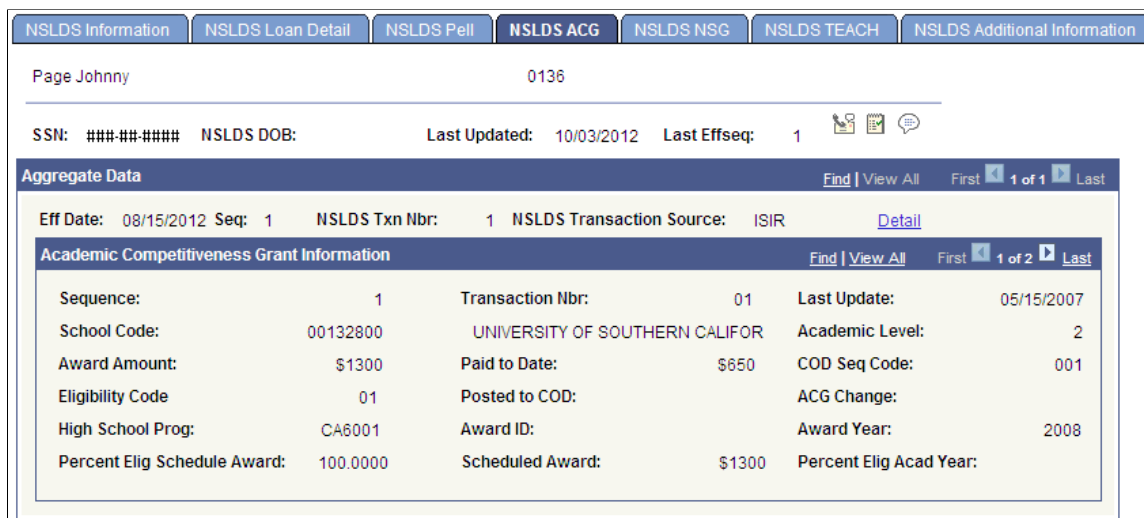 NSLDS Information NSLDS Loan Detail NSLDS Pell NSLDS ACG NSLDS NSG NSLDS TEACH NSLDS Additional Information
Page Johnny 0136
SSN: ###-##-#### NSLDS DOB: Last Updated: 10/03/2012 Last Effseq: 1
Aggregate Data Find | View All First 1 of 1 Last
Eff Date: 08/15/2012 Seq: 1 NSLDS Txn Nbr: 1 NSLDS Transaction Source: ISIR Detail
Academic Competitiveness Grant Information Find | View All First 1 of 2 Last
Sequence: 1 Transaction Nbr: 01 Last Update: 05/15/2007
School Code: 00132800 UNIVERSITY OF SOUTHERN CALIFOR Academic Level: 2
Award Amount: $1300 Paid to Date: $650 COD Seq Code: 001
Eligibility Code 01 Posted to COD: ACG Change:
High School Prog: CA6001 Award ID: Award Year: 2008
Percent Elig Schedule Award: 100.0000 Scheduled Award: $1300 Percent Elig Acad Year: